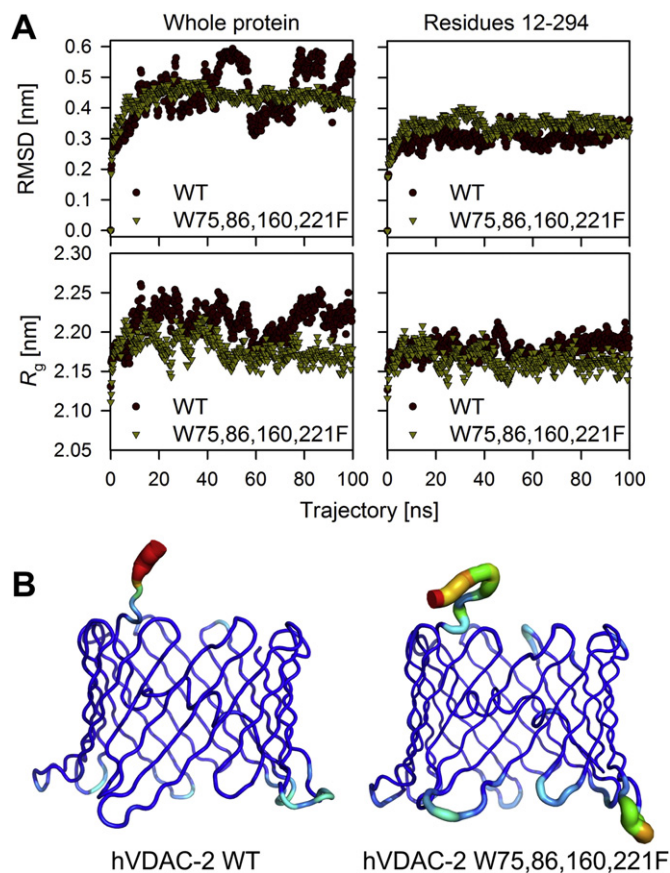 A
Whole protein
Residues 12-294
RMSD [nm]
0.6
0.5
0.4
0.3
0.2
0.1
0.0
WT
W75,86,160,221F
WT
W75,86,160,221F
Rg [nm]
2.30
2.25
2.20
2.15
2.10
2.05
WT
W75,86,160,221F
WT
W75,86,160,221F
0 20 40 60 80 100
0 20 40 60 80 100
Trajectory [ns]
B
hVDAC-2 WT
hVDAC-2 W75,86,160,221F